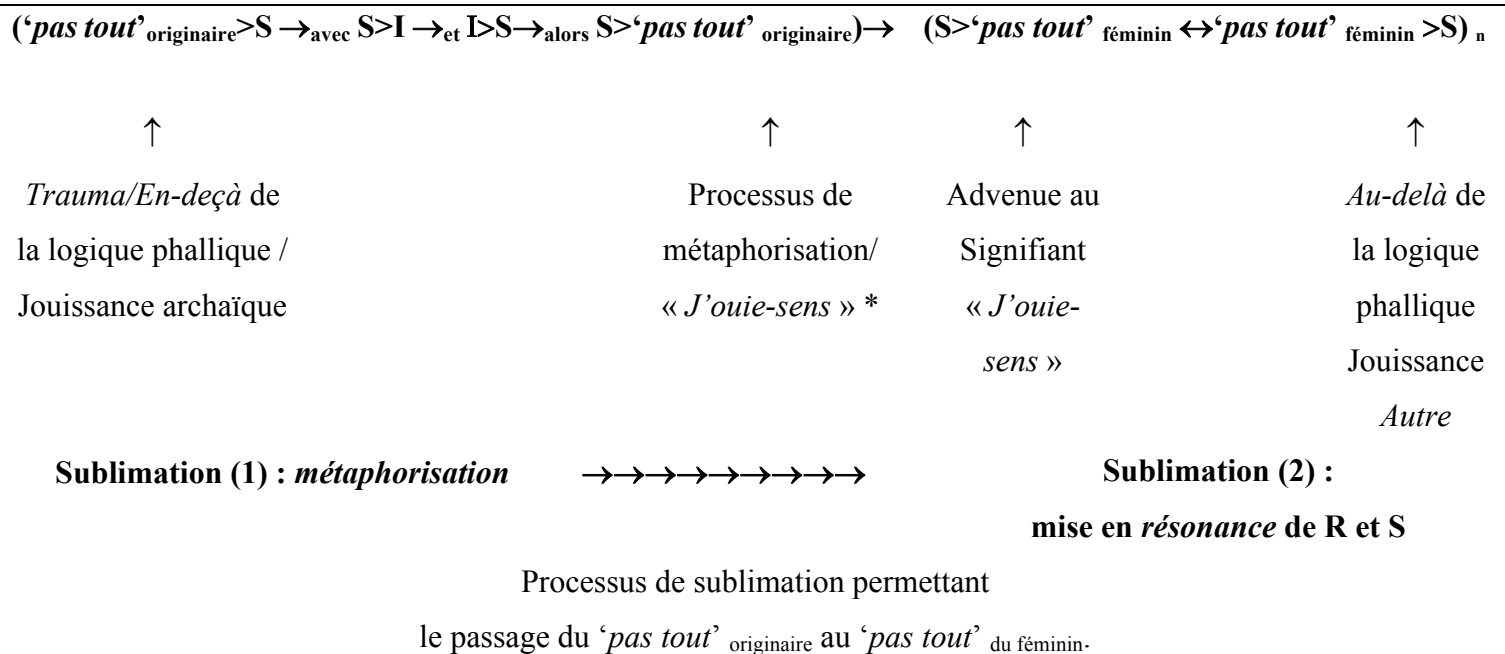 (‘pas tout’ originaire>S →avec S>I →et I>S→alors S>‘pas tout’ originaire)→ (S>‘pas tout’ féminin ↔‘pas tout’ féminin >S) n
↑ ↑ ↑ ↑
Trauma/En-deçà de Processus de Advenue au Au-delà de
la logique phallique / métaphorisation/ Signifiant la logique
Jouissance archaïque « J’ouie-sens » * « J’ouie- phallique
sens » Jouissance
Autre
Sublimation (1) : métaphorisation →→→→→→→→→ Sublimation (2) :
mise en résonance de R et S
Processus de sublimation permettant
le passage du ‘pas tout’ originaire au ‘pas tout’ du féminin.